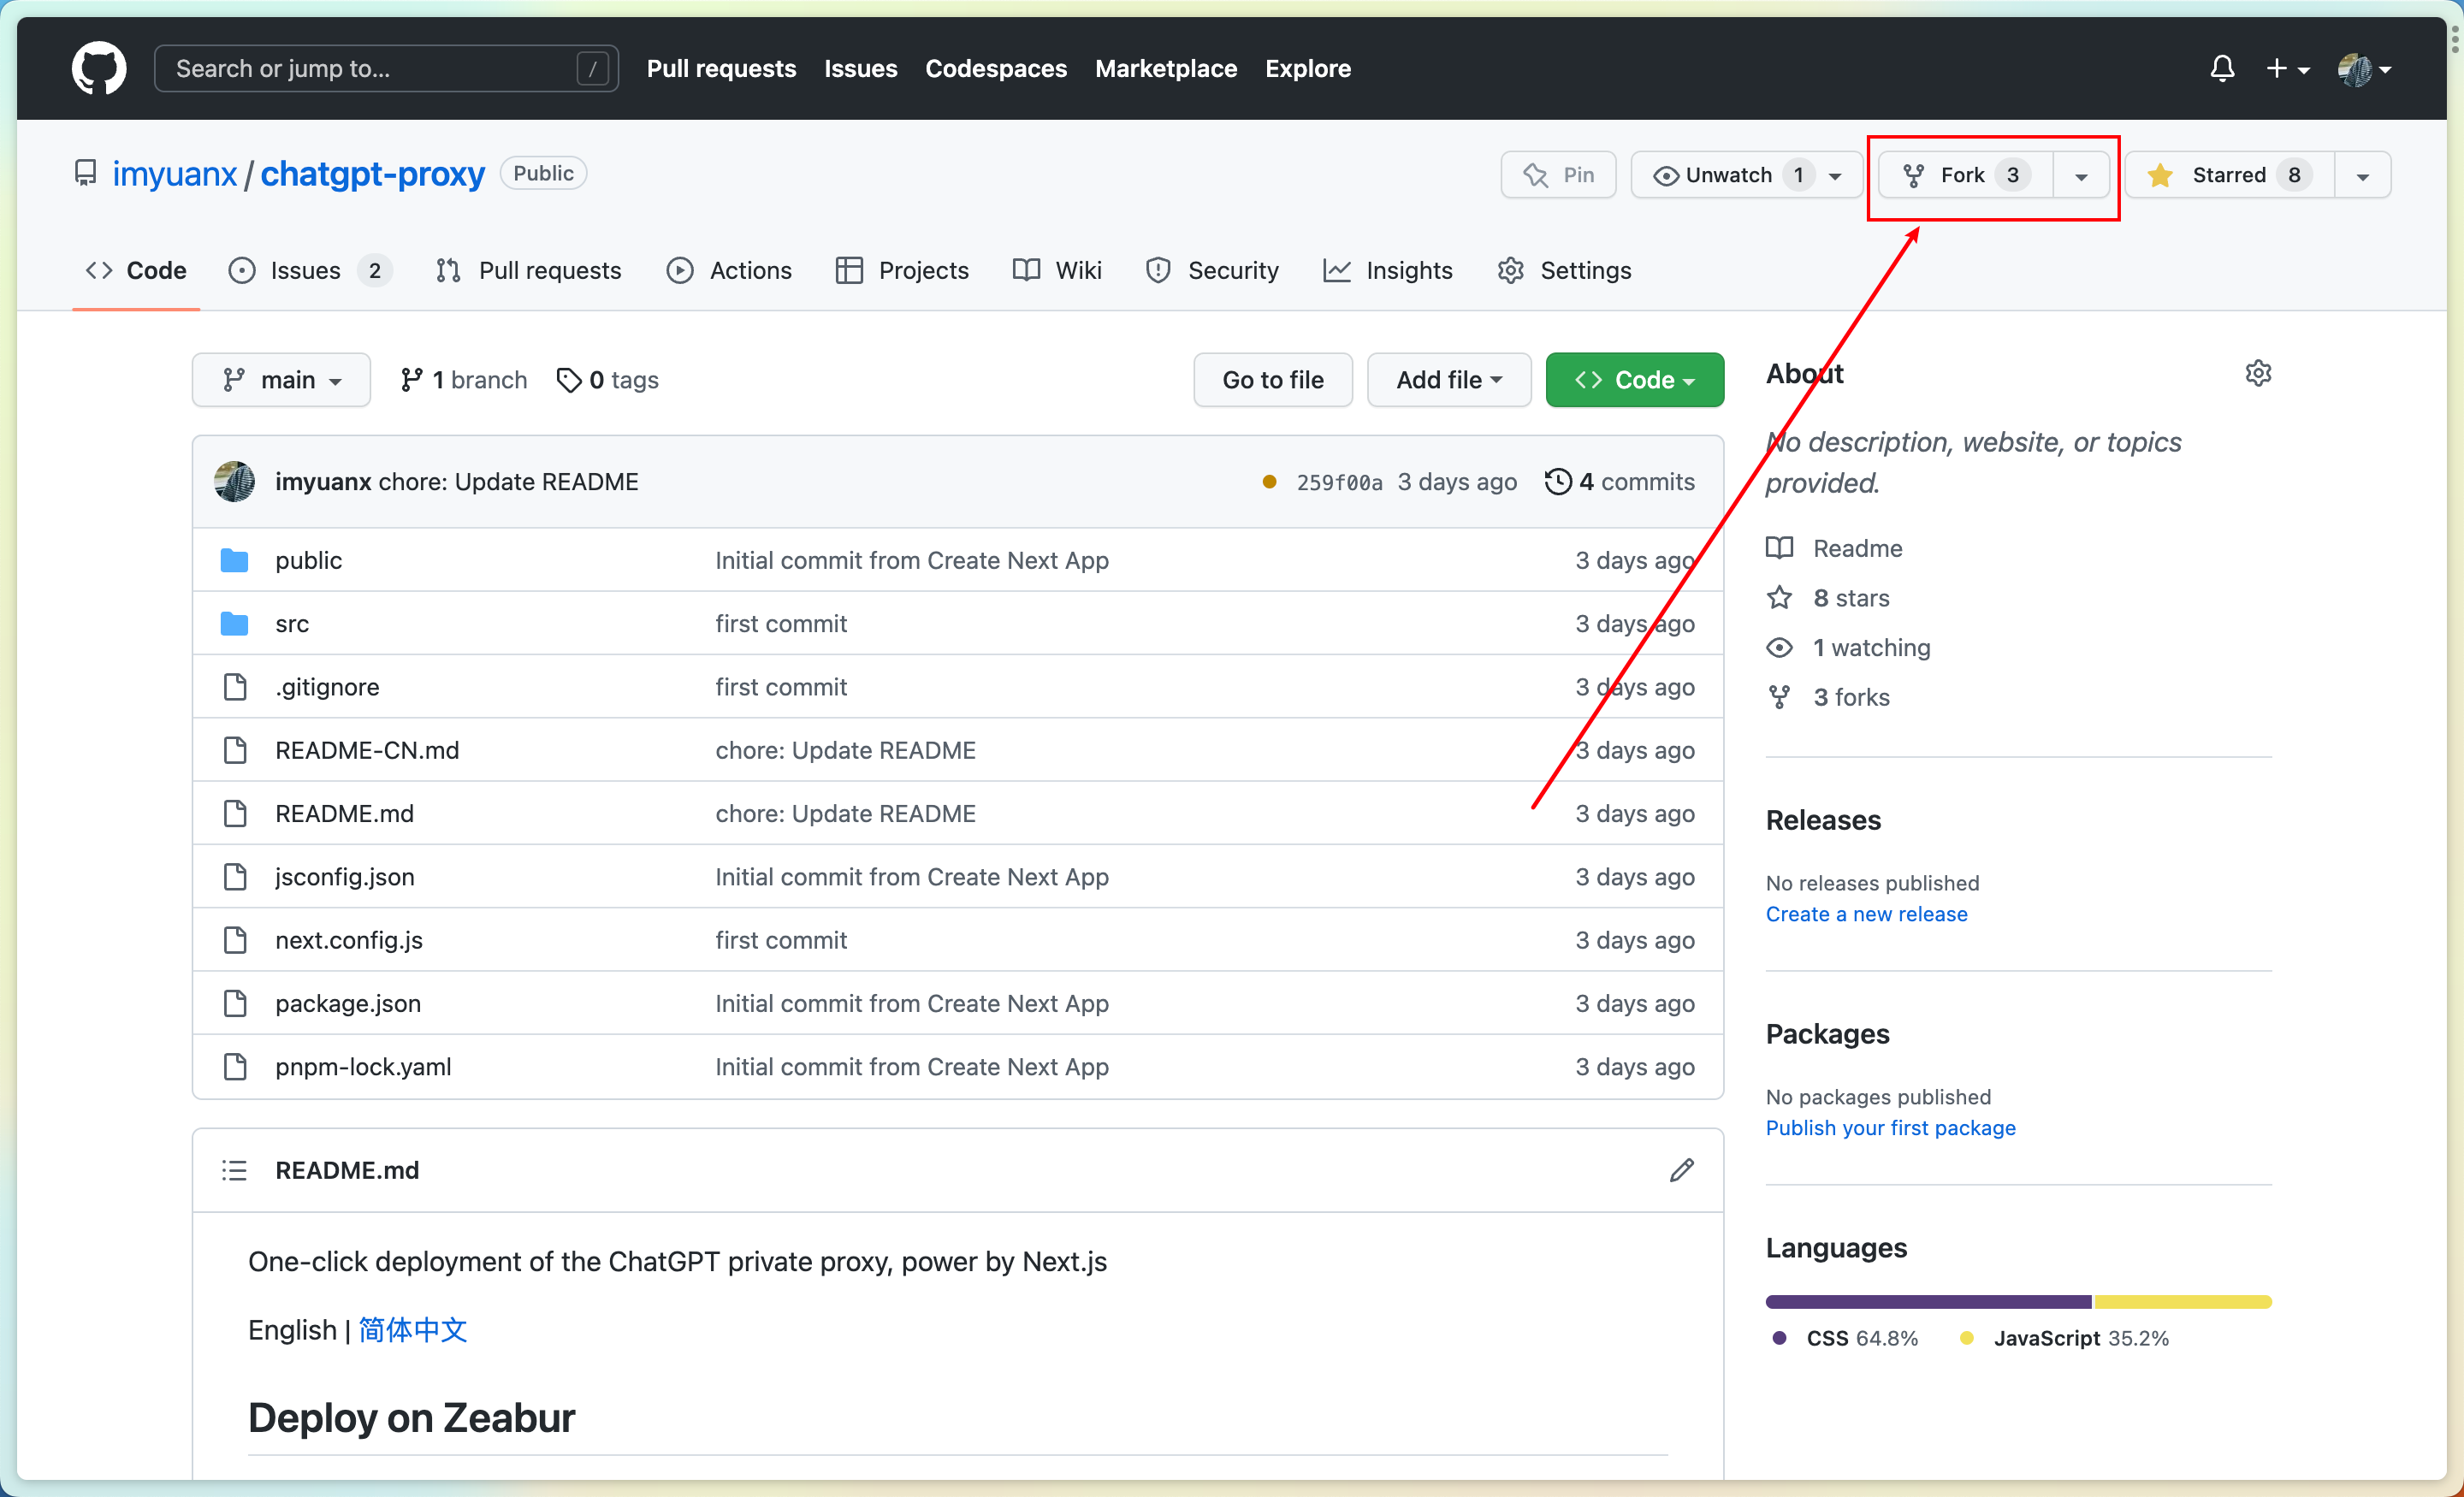 Search or jump to... / Pull requests Issues Codespaces Marketplace Explore
imyuanx / chatgpt-proxy Public Pin Unwatch 1 Fork 3 Starred 8
Code Issues 2 Pull requests Actions Projects Wiki Security Insights Settings
main 1 branch 0 tags Go to file Add file Code
imyuanx chore: Update README 259f00a 3 days ago 4 commits
public Initial commit from Create Next App 3 days ago
src first commit 3 days ago
.gitignore first commit 3 days ago
README-CN.md chore: Update README 3 days ago
README.md chore: Update README 3 days ago
jsconfig.json Initial commit from Create Next App 3 days ago
next.config.js first commit 3 days ago
package.json Initial commit from Create Next App 3 days ago
pnpm-lock.yaml Initial commit from Create Next App 3 days ago
README.md
One-click deployment of the ChatGPT private proxy, power by Next.js
English | 简体中文
Deploy on Zeabur
About
No description, website, or topics
provided.
Readme
8 stars
1 watching
3 forks
Releases
No releases published
Create a new release
Packages
No packages published
Publish your first package
Languages
CSS 64.8% JavaScript 35.2%